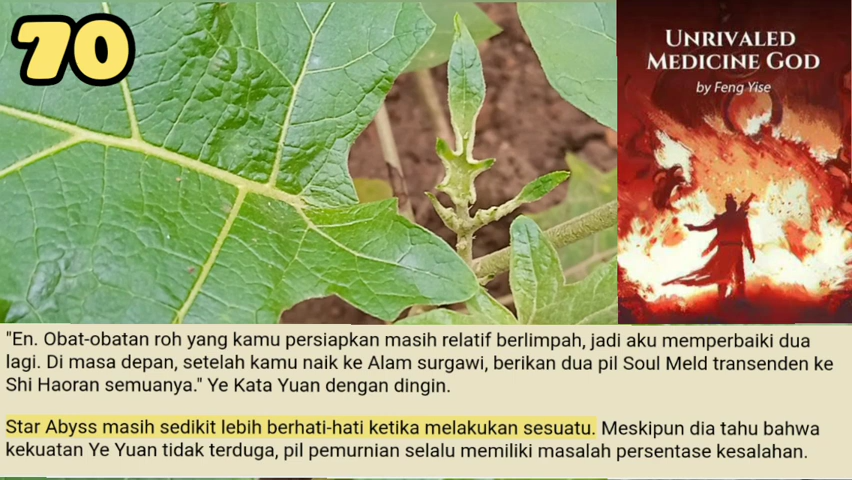 70
UNRIVALED
MEDICINE GOD
by Feng Yise
"En. Obat-obatan roh yang kamu persiapkan masih relatif berlimpah, jadi aku memperbaiki dua
lagi. Di masa depan, setelah kamu naik ke Alam surgawi, berikan dua pil Soul Meld transenden ke
Shi Haoran semuanya." Ye Kata Yuan dengan dingin.
Star Abyss masih sedikit lebih berhati-hati ketika melakukan sesuatu. Meskipun dia tahu bahwa
kekuatan Ye Yuan tidak terduga, pil pemurnian selalu memiliki masalah persentase kesalahan.